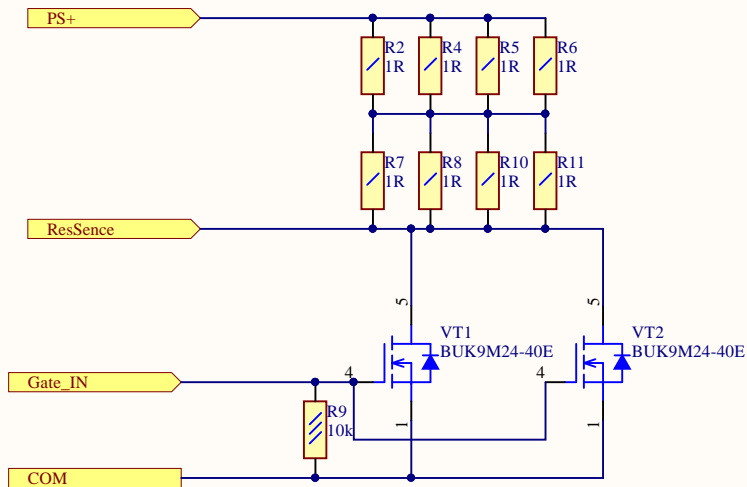 PS+
R2
1R
R4
1R
R5
1R
R6
1R
R7
1R
R8
1R
R10
1R
R11
1R
ResSence
5
5
VT1
BUK9M24-40E
VT2
BUK9M24-40E
4
4
Gate_IN
R9
10k
1
1
COM